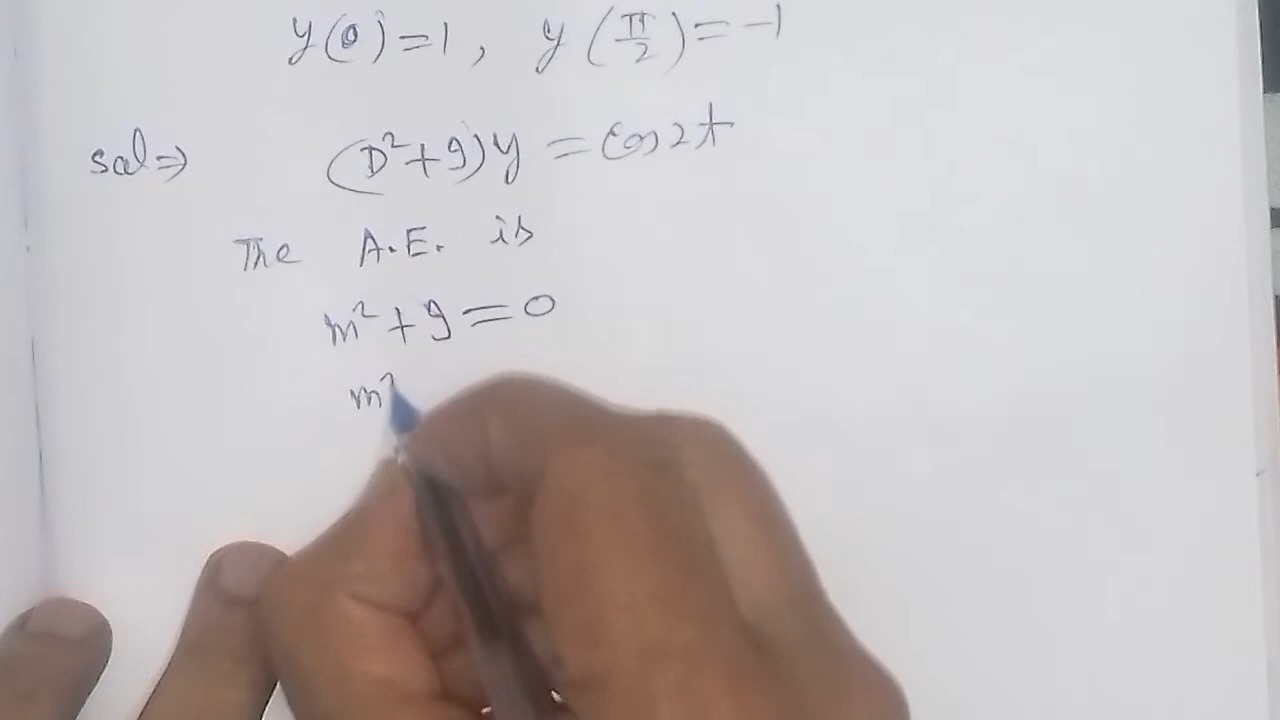 y(0)=1, y(π/2)=-1
sol⇒ (D²+9)y = cos2t
The A.E. is
m²+9=0
m²